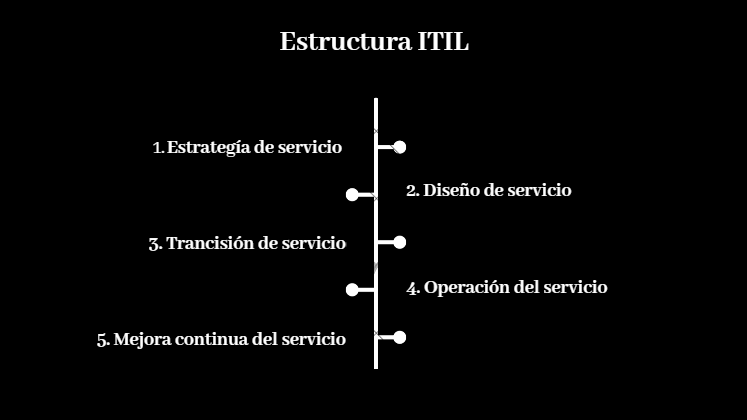 Estructura ITIL
1. Estrategía de servicio
2. Diseño de servicio
3. Trancisión de servicio
4. Operación del servicio
5. Mejora continua del servicio